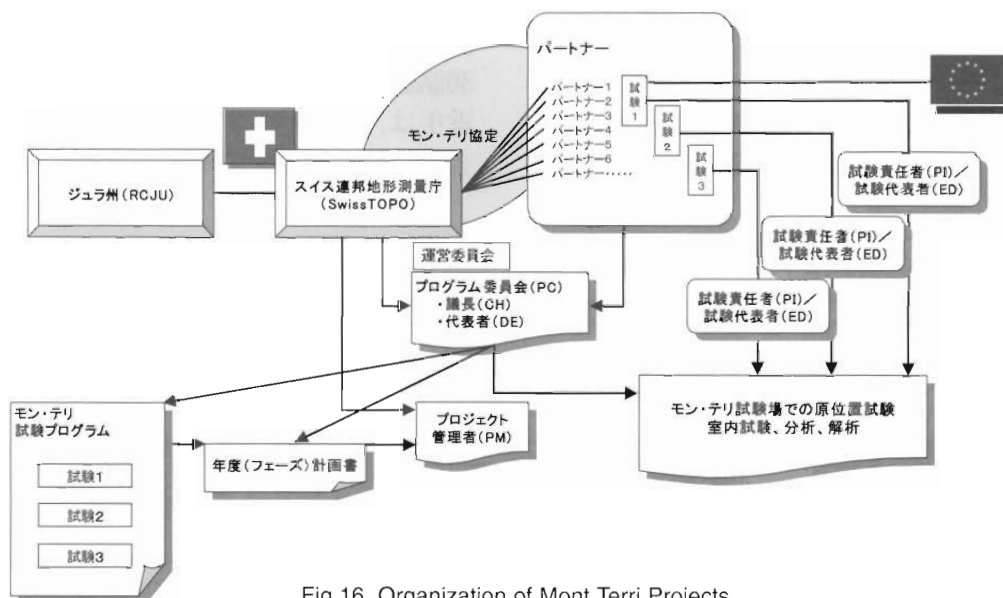 パートナー
パートナー1
パートナー2
パートナー3
パートナー4
パートナー5
パートナー6
パートナー‥‥‥
試験1
試験2
試験3
モン・テリ協定
ジュラ州(RCJU)
スイス連邦地形測量庁
(SwissTOPO)
試験責任者(PI)/
試験代表者(ED)
試験責任者(PI)/
試験代表者(ED)
試験責任者(PI)/
試験代表者(ED)
運営委員会
プログラム委員会(PC)
・議長(CH)
・代表者(DE)
モン・テリ
試験プログラム
試験1
試験2
試験3
年度(フェーズ)計画書
プロジェクト
管理者(PM)
モン・テリ試験場での原位置試験
室内試験、分析、解析
Fig.16 Organization of Mont Terri Projects